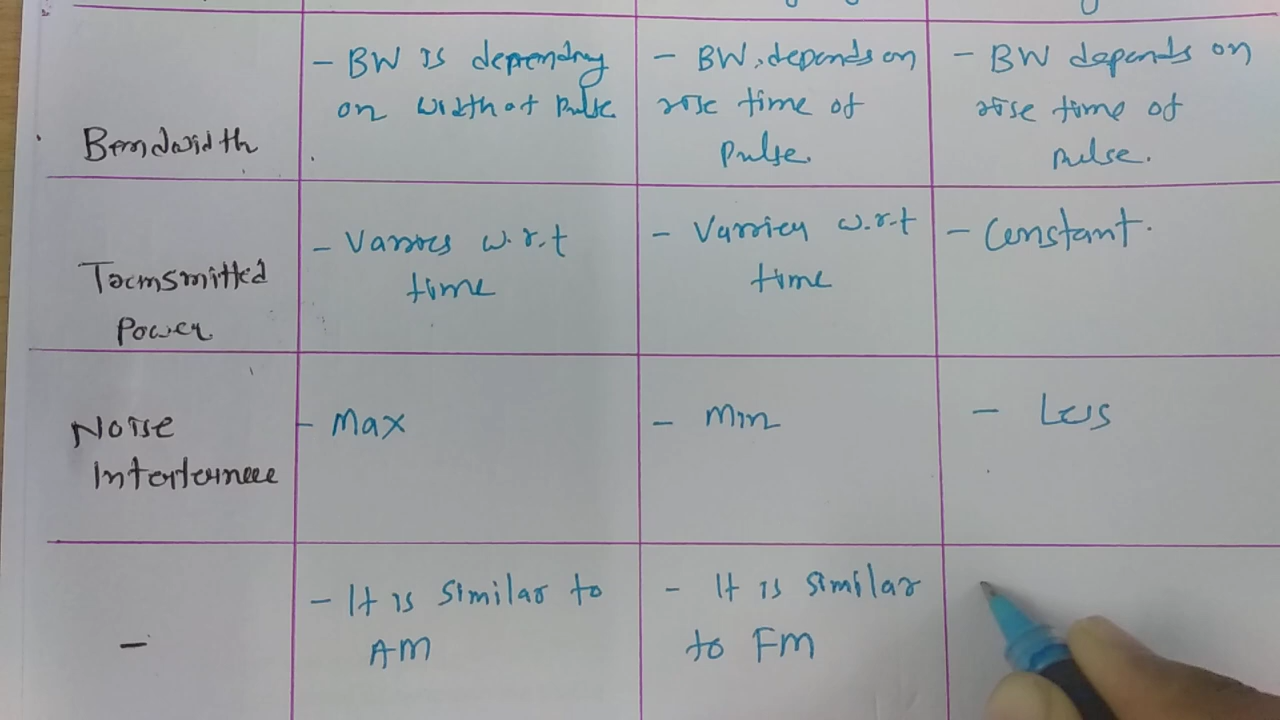 Bandwidth
- BW is depending
on width of pulse
- BW depends on
rise time of
pulse.
- BW depends on
rise time of
pulse.
Transmitted
Power
- Varies w.r.t
time
- Varries w.r.t
time
- Constant.
Noise
Interference
- Max
- Min
- Less
-
- It is similar to
AM
- It is similar
to FM